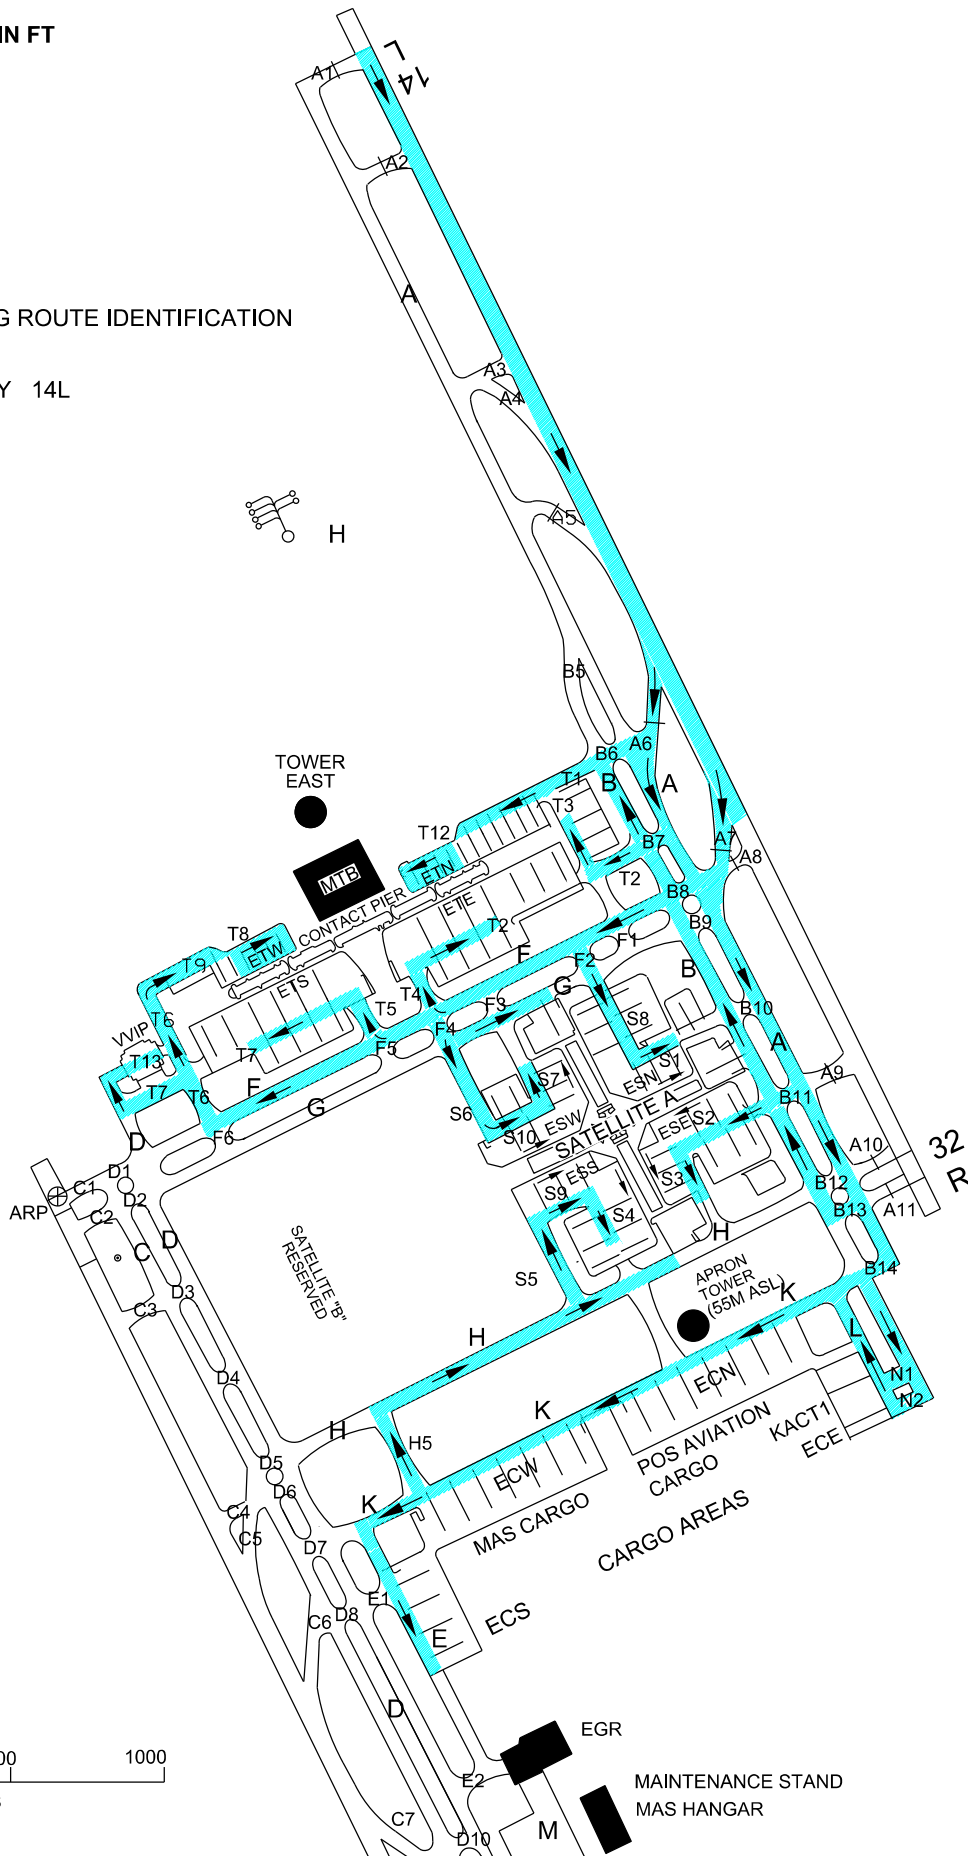 IN FT
14
L
A1
A2
A
G ROUTE IDENTIFICATION
Y 14L
A3
A4
A5
H
B5
A6
B6
TOWER
EAST
T1
B
A
T3
T12
B7
A7
A8
ETN
MTB
T2
B8
CONTACT PIER
ETE
B9
T8
T2
F1
ETW
F
F2
T9
ETS
B
G
T4
F3
B10
T6
T5
S8
VVIP
F4
A
T7
F5
S1
T13
S7
ESN
A9
T7
F
SATELLITE A
B11
T6
G
S6
ESW
S2
S10
ESE
32
R
D
F6
A10
D1
ESS
S3
B12
C1
D2
S9
A11
ARP
C2
S4
B13
H
D
C
SATELLITE "B"
RESERVED
S5
APRON
TOWER
(55M ASL)
B14
D3
K
C3
H
L
ECN
N1
D4
N2
K
H
H5
POS AVIATION
CARGO
KACT1
ECE
D5
ECW
D6
K
C4
MAS CARGO
CARGO AREAS
C5
D7
E1
D8
C6
ECS
E
D
EGR
1000
00
E2
MAINTENANCE STAND
MAS HANGAR
C7
M
D10